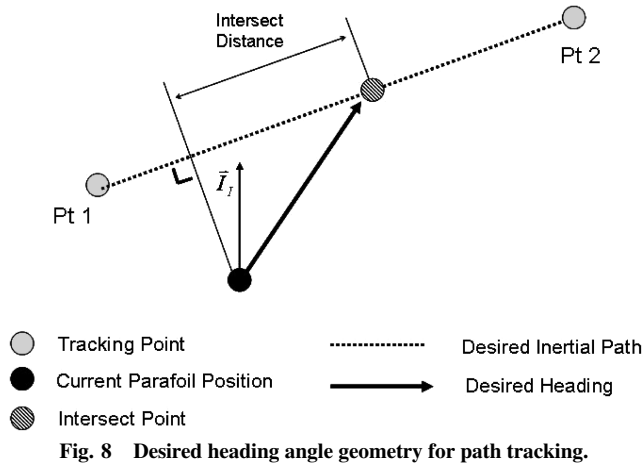 Intersect
Distance
Pt 2
Pt 1
I⃗_I
Tracking Point
Desired Inertial Path
Current Parafoil Position
Desired Heading
Intersect Point
Fig. 8 Desired heading angle geometry for path tracking.